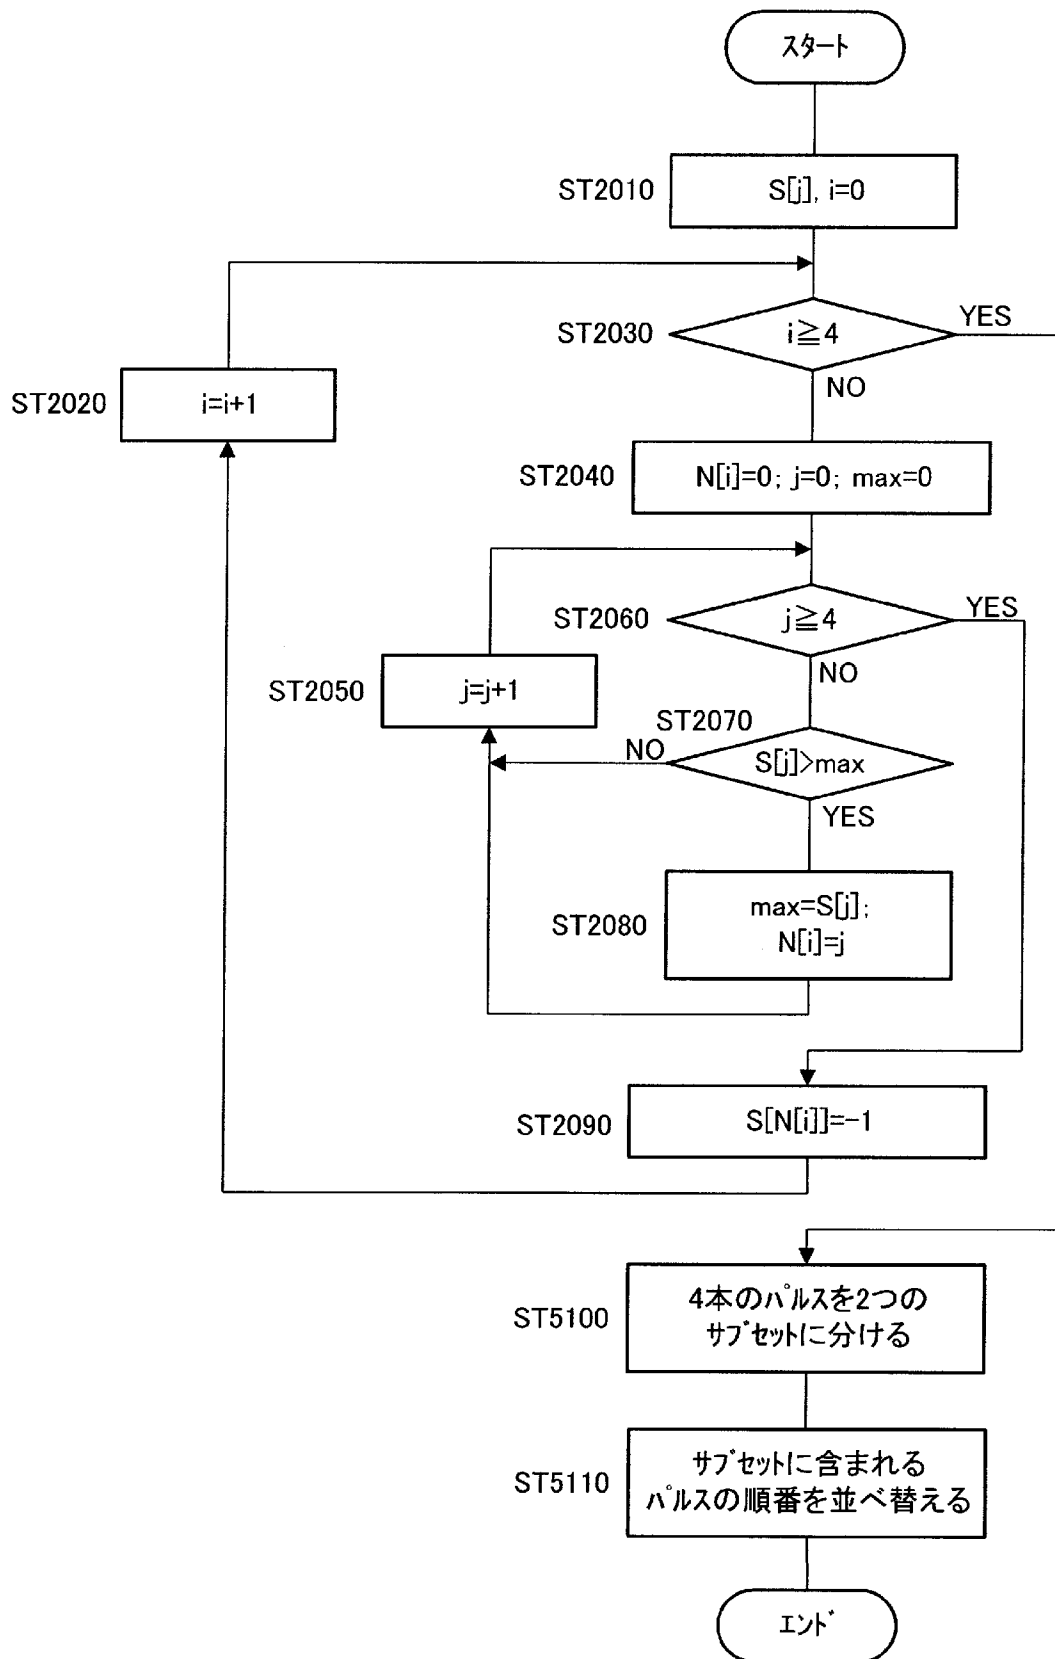 スタート
ST2010
S[j], i=0
ST2030
i≧4
YES
NO
ST2020
i=i+1
ST2040
N[i]=0; j=0; max=0
ST2060
j≧4
YES
NO
ST2050
j=j+1
ST2070
NO
S[j]>max
YES
ST2080
max=S[j];
N[i]=j
ST2090
S[N[i]]=-1
ST5100
4本のパルスを2つの
サブセットに分ける
ST5110
サブセットに含まれる
パルスの順番を並べ替える
エンド